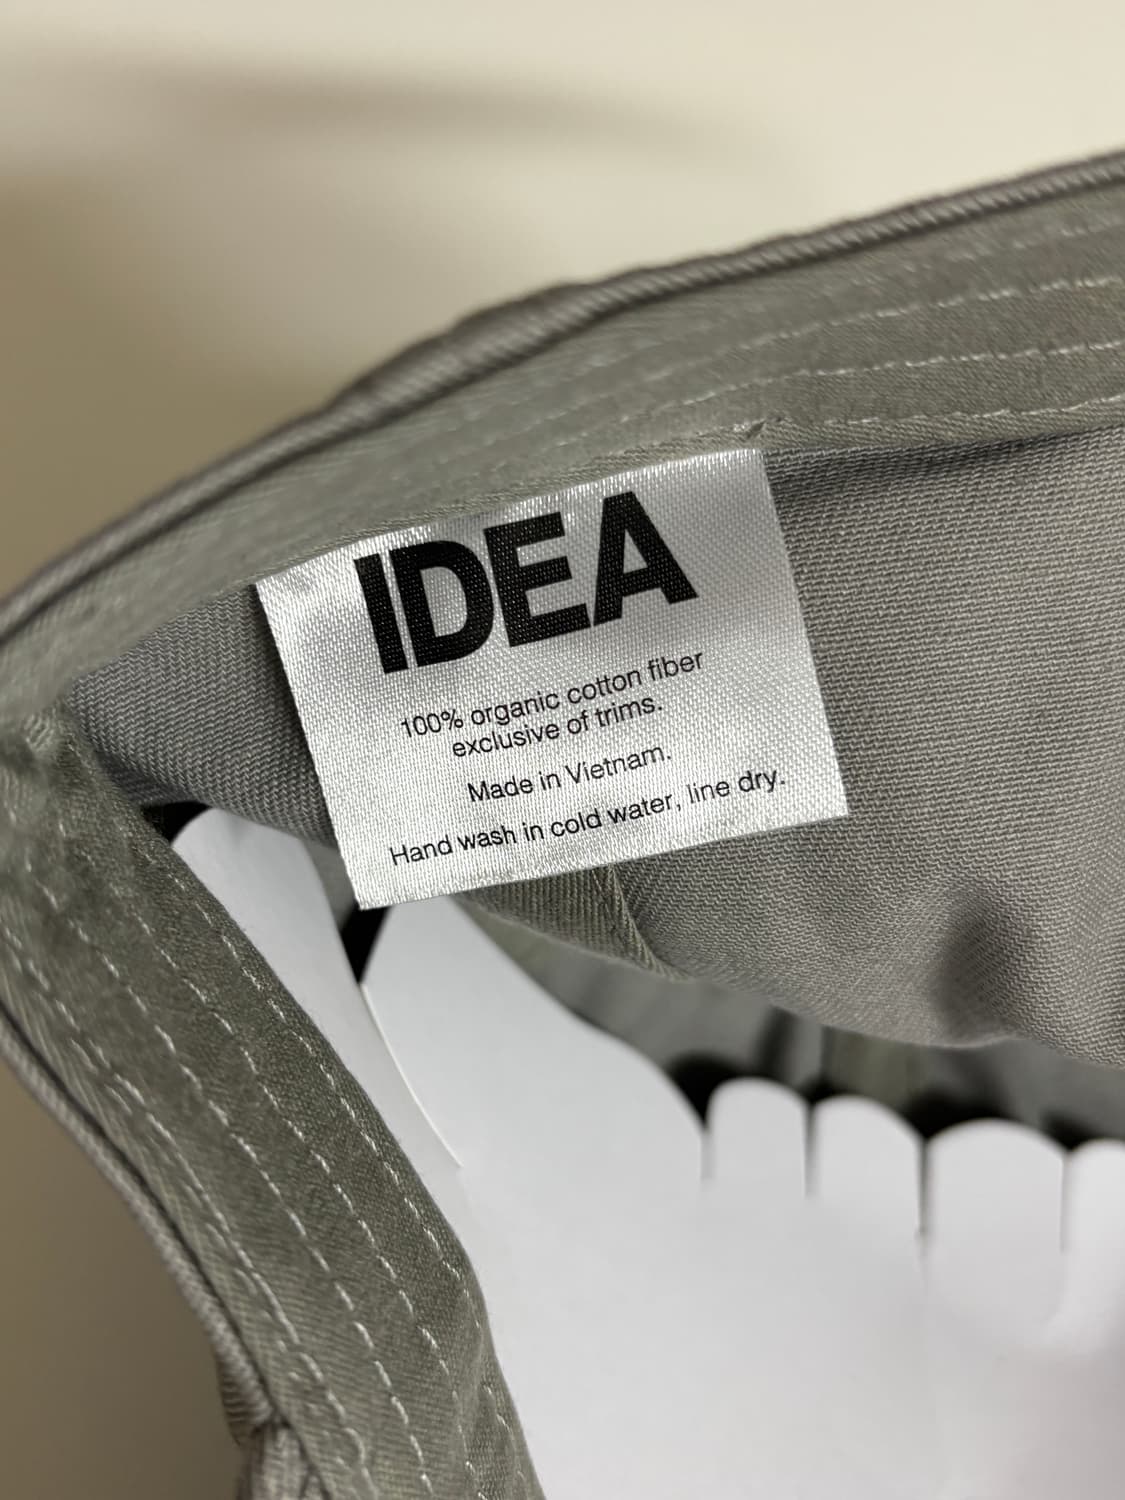 IDEA
100% organic cotton fiber
exclusive of trims.
Made in Vietnam.
Hand wash in cold water, line dry.